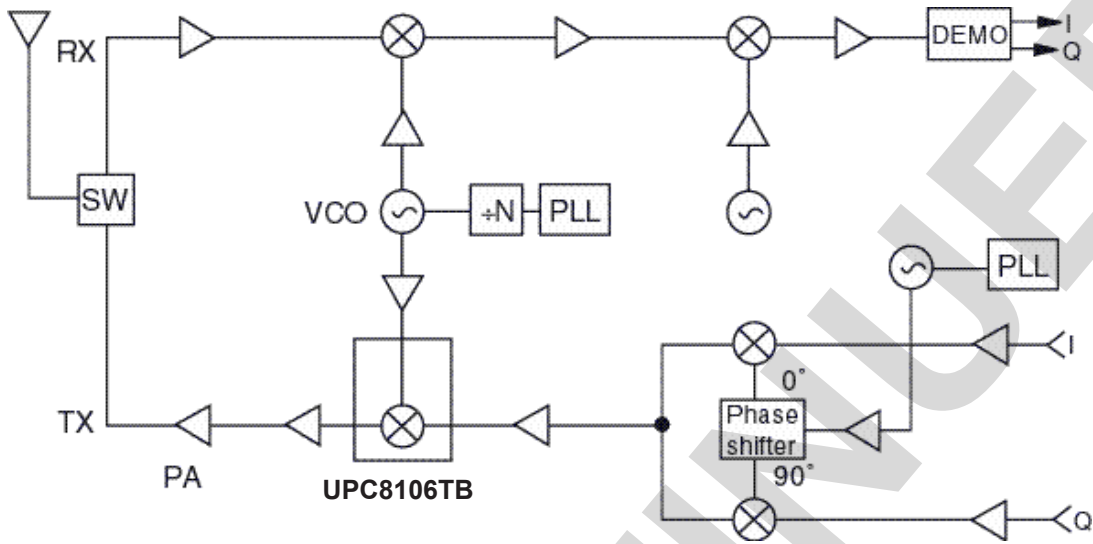 RX
DEMO
I
Q
SW
VCO
÷N
PLL
PLL
I
0°
TX
Phase
shifter
PA
90°
UPC8106TB
Q